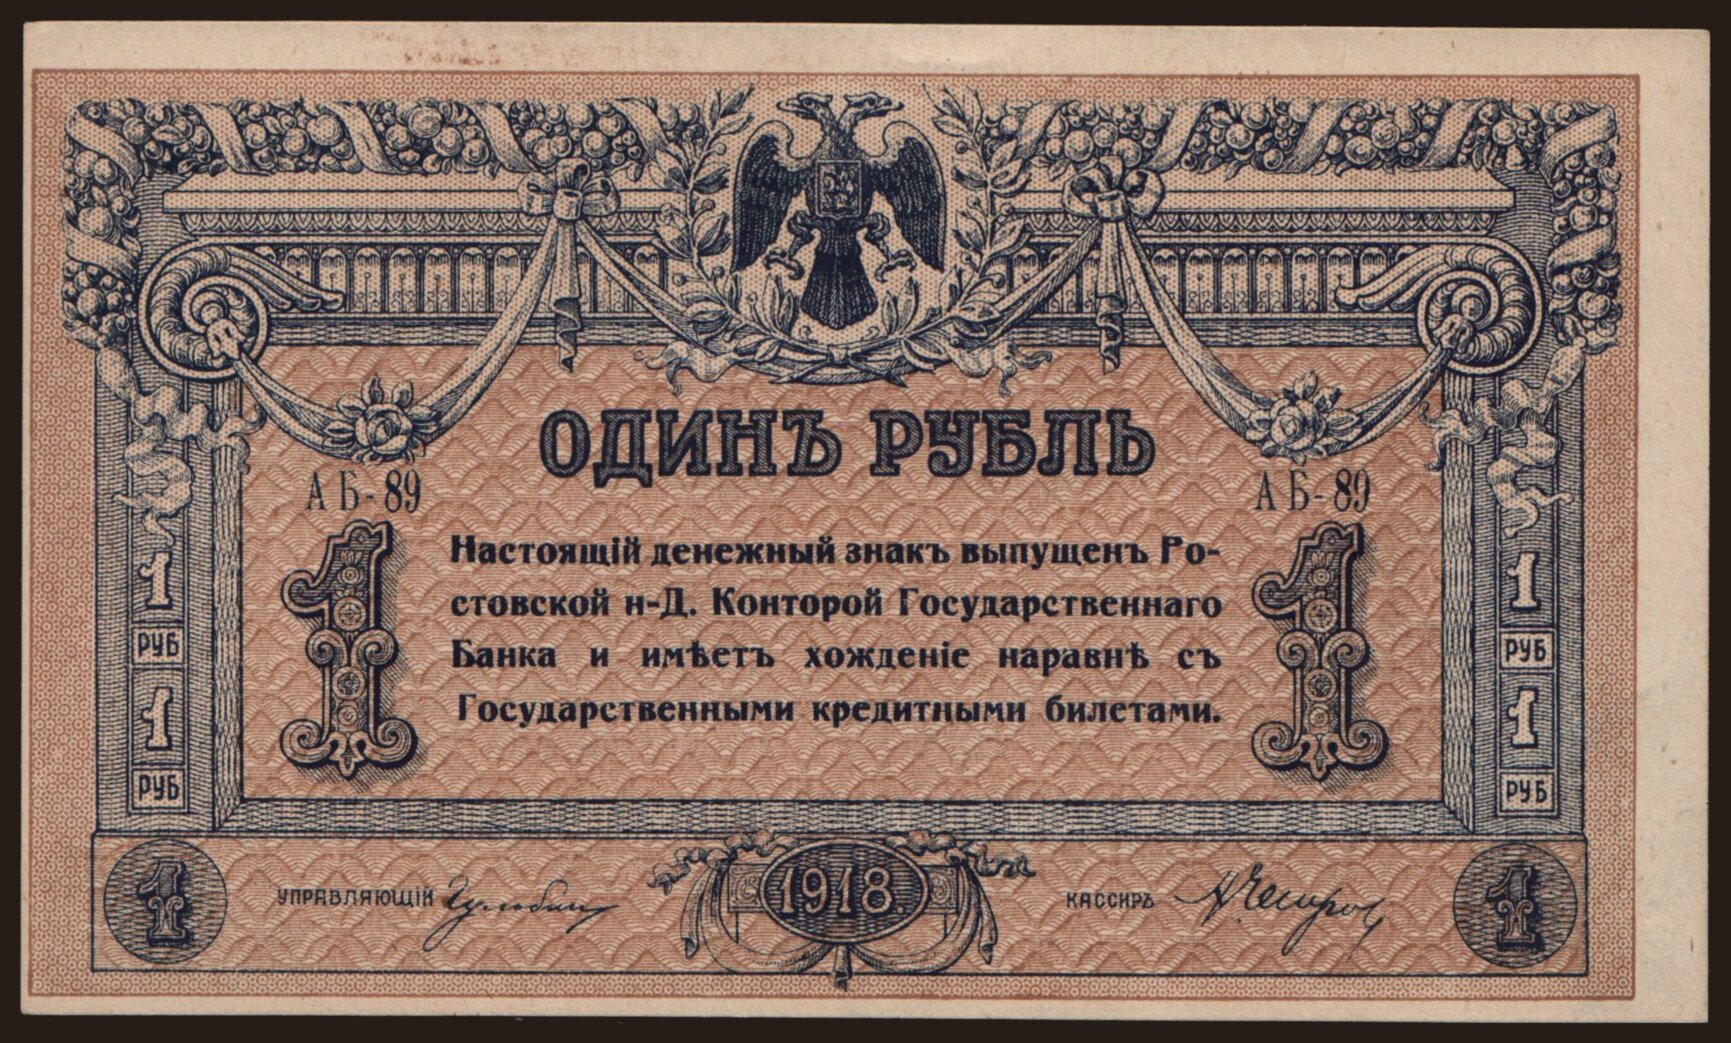 ОДИНЪ РУБЛЬ
АБ-89 АБ-89
1 1
Настоящій денежный знакъ выпущенъ Ро-
стовской н-Д. Конторой Государственнаго
Банка и имѣетъ хожденіе наравнѣ съ
Государственными кредитными билетами.
1 1
РУБ РУБ
1 1
РУБ РУБ
1 УПРАВЛЯЮЩІЙ 1918. КАССИРЪ 1